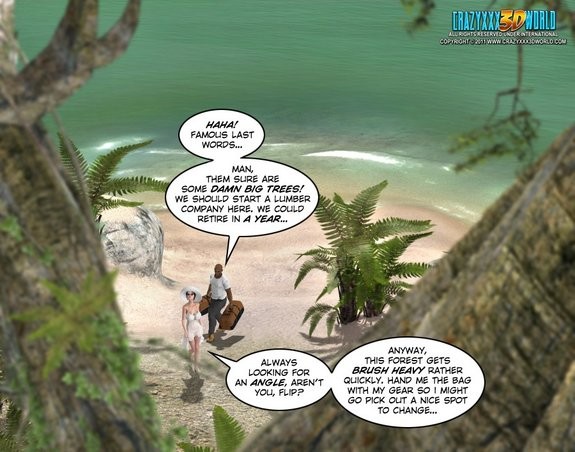 CRAZYXXX3DWORLD
ALL RIGHTS RESERVED UNDER INTERNATIONAL
COPYRIGHT © 2011 WWW.CRAZYXXX3DWORLD.COM
HAHA!
FAMOUS LAST
WORDS...
MAN,
THEM SURE ARE
SOME DAMN BIG TREES!
WE SHOULD START A LUMBER
COMPANY HERE. WE COULD
RETIRE IN A YEAR...
ALWAYS
LOOKING FOR
AN ANGLE, AREN'T
YOU, FLIP?
ANYWAY,
THIS FOREST GETS
BRUSH HEAVY RATHER
QUICKLY. HAND ME THE BAG
WITH MY GEAR SO I MIGHT
GO PICK OUT A NICE SPOT
TO CHANGE...